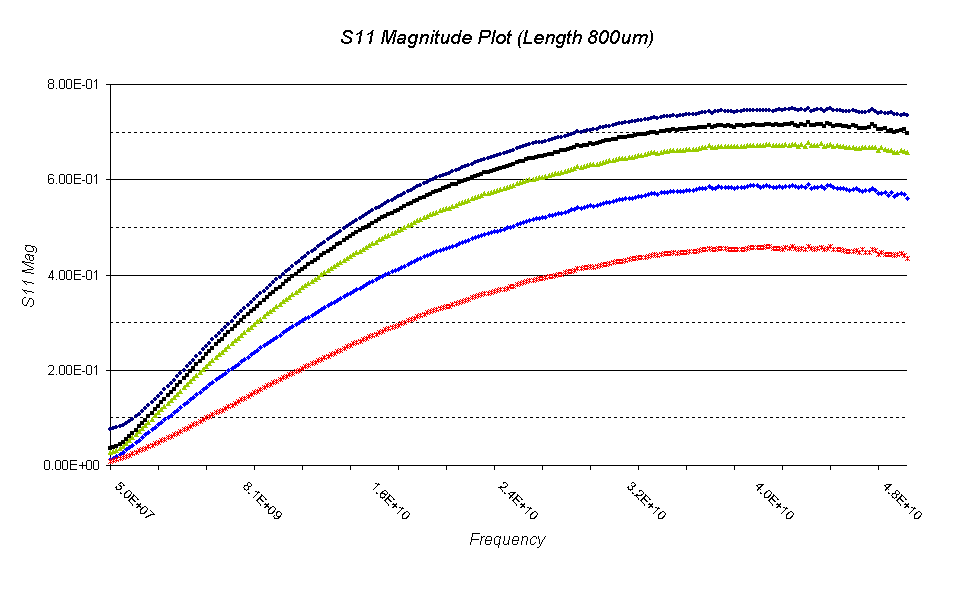 S11 Magnitude Plot (Length 800um)
8.00E-01
6.00E-01
4.00E-01
2.00E-01
0.00E+00
S11 Mag
5.0E+07
8.1E+09
1.6E+10
2.4E+10
3.2E+10
4.0E+10
4.8E+10
Frequency